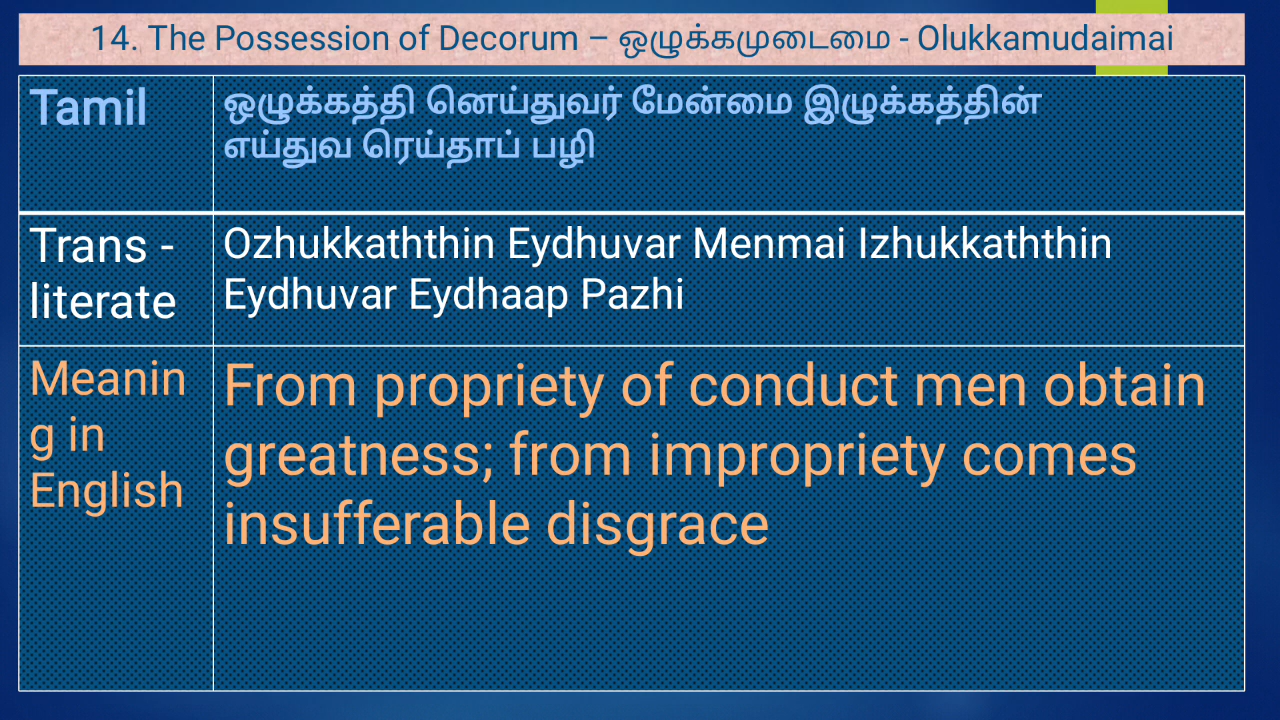 14. The Possession of Decorum – ஒழுக்கமுடைமை - Olukkamudaimai
Tamil
ஒழுக்கத்தி னெய்துவர் மேன்மை இழுக்கத்தின்
எய்துவ ரெய்தாப் பழி
Trans -
literate
Ozhukkaththin Eydhuvar Menmai Izhukkaththin
Eydhuvar Eydhaap Pazhi
Meanin
g in
English
From propriety of conduct men obtain
greatness; from impropriety comes
insufferable disgrace